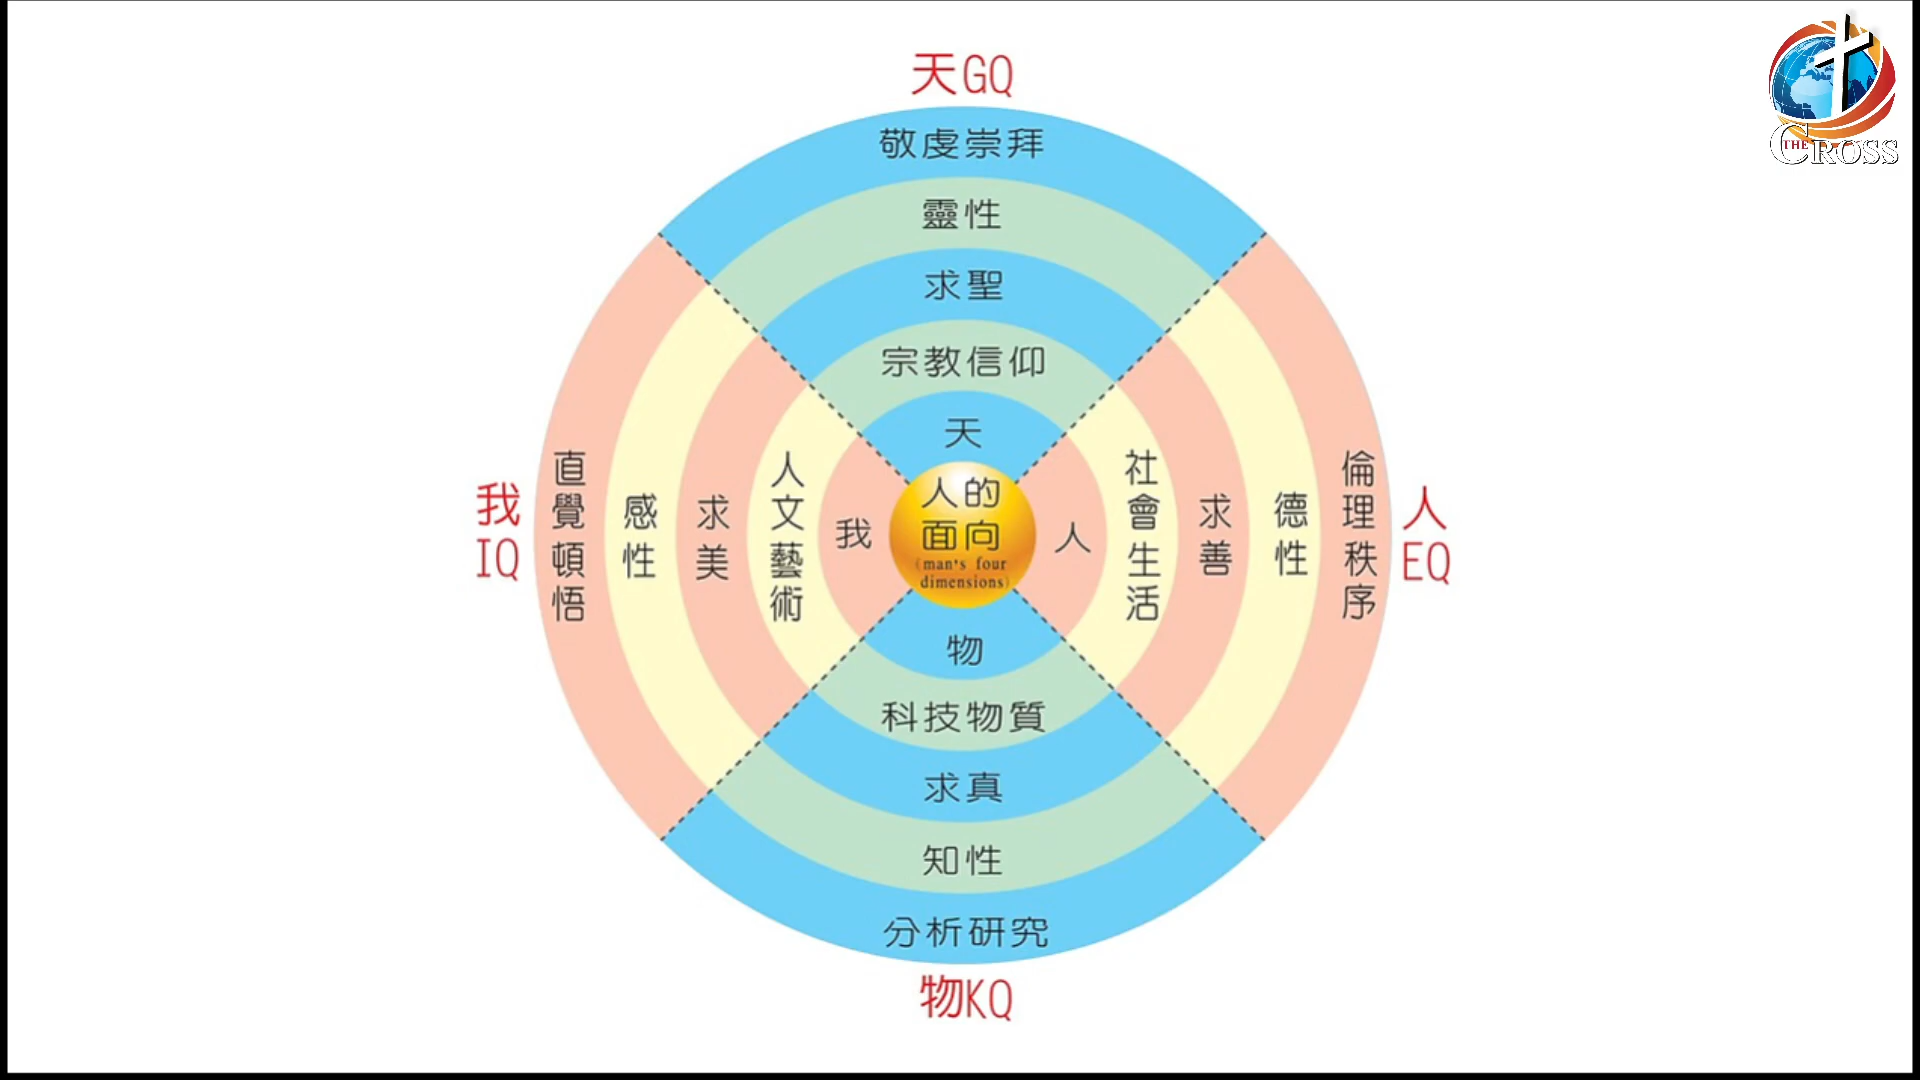 天GQ
敬虔崇拜
靈性
求聖
宗教信仰
天
我
IQ
直覺頓悟
感性
求美
人文藝術
我
人的
面向
(man's four
dimensions)
人
社會生活
求善
德性
倫理秩序
人
EQ
物
科技物質
求真
知性
分析研究
物KQ
THE
CROSS